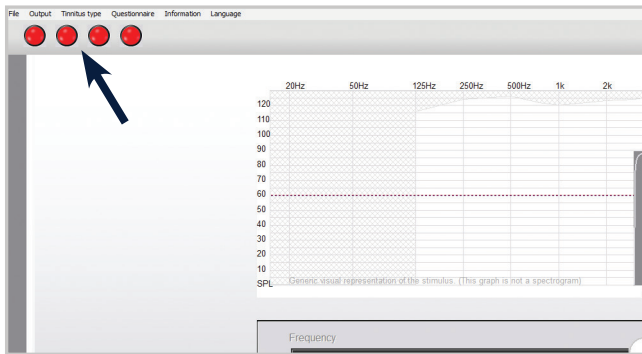 File Output Tinnitus type Questionnaire Information Language
20Hz 50Hz 125Hz 250Hz 500Hz 1k 2k
120
110
100
90
80
70
60
50
40
30
20
10
SPL
Generic visual representation of the stimulus. (This graph is not a spectrogram)
Frequency